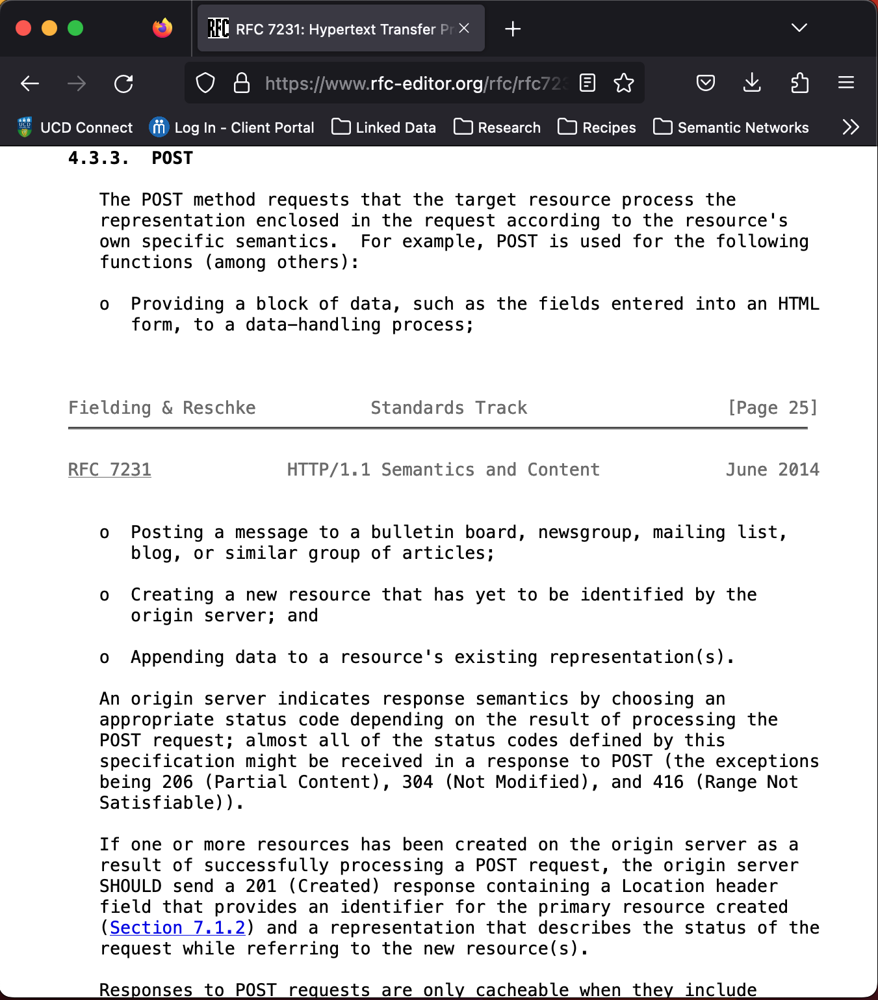 RFC RFC 7231: Hypertext Transfer Pr
https://www.rfc-editor.org/rfc/rfc723
UCD Connect Log In - Client Portal Linked Data Research Recipes Semantic Networks
4.3.3. POST
The POST method requests that the target resource process the
representation enclosed in the request according to the resource's
own specific semantics. For example, POST is used for the following
functions (among others):
o Providing a block of data, such as the fields entered into an HTML
form, to a data-handling process;
Fielding & Reschke Standards Track [Page 25]
RFC 7231 HTTP/1.1 Semantics and Content June 2014
o Posting a message to a bulletin board, newsgroup, mailing list,
blog, or similar group of articles;
o Creating a new resource that has yet to be identified by the
origin server; and
o Appending data to a resource's existing representation(s).
An origin server indicates response semantics by choosing an
appropriate status code depending on the result of processing the
POST request; almost all of the status codes defined by this
specification might be received in a response to POST (the exceptions
being 206 (Partial Content), 304 (Not Modified), and 416 (Range Not
Satisfiable)).
If one or more resources has been created on the origin server as a
result of successfully processing a POST request, the origin server
SHOULD send a 201 (Created) response containing a Location header
field that provides an identifier for the primary resource created
(Section 7.1.2) and a representation that describes the status of the
request while referring to the new resource(s).
Responses to POST requests are only cacheable when they include